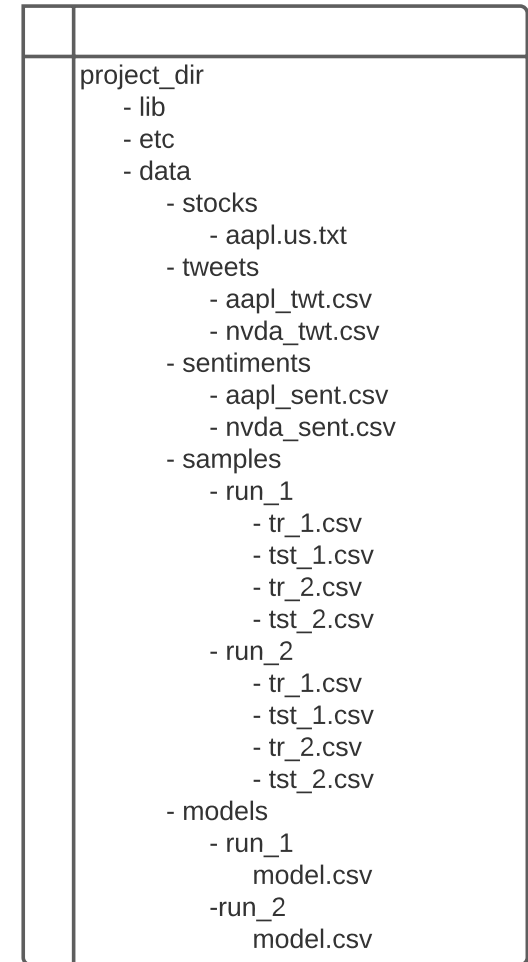 project_dir
- lib
- etc
- data
- stocks
- aapl.us.txt
- tweets
- aapl_twt.csv
- nvda_twt.csv
- sentiments
- aapl_sent.csv
- nvda_sent.csv
- samples
- run_1
- tr_1.csv
- tst_1.csv
- tr_2.csv
- tst_2.csv
- run_2
- tr_1.csv
- tst_1.csv
- tr_2.csv
- tst_2.csv
- models
- run_1
model.csv
-run_2
model.csv